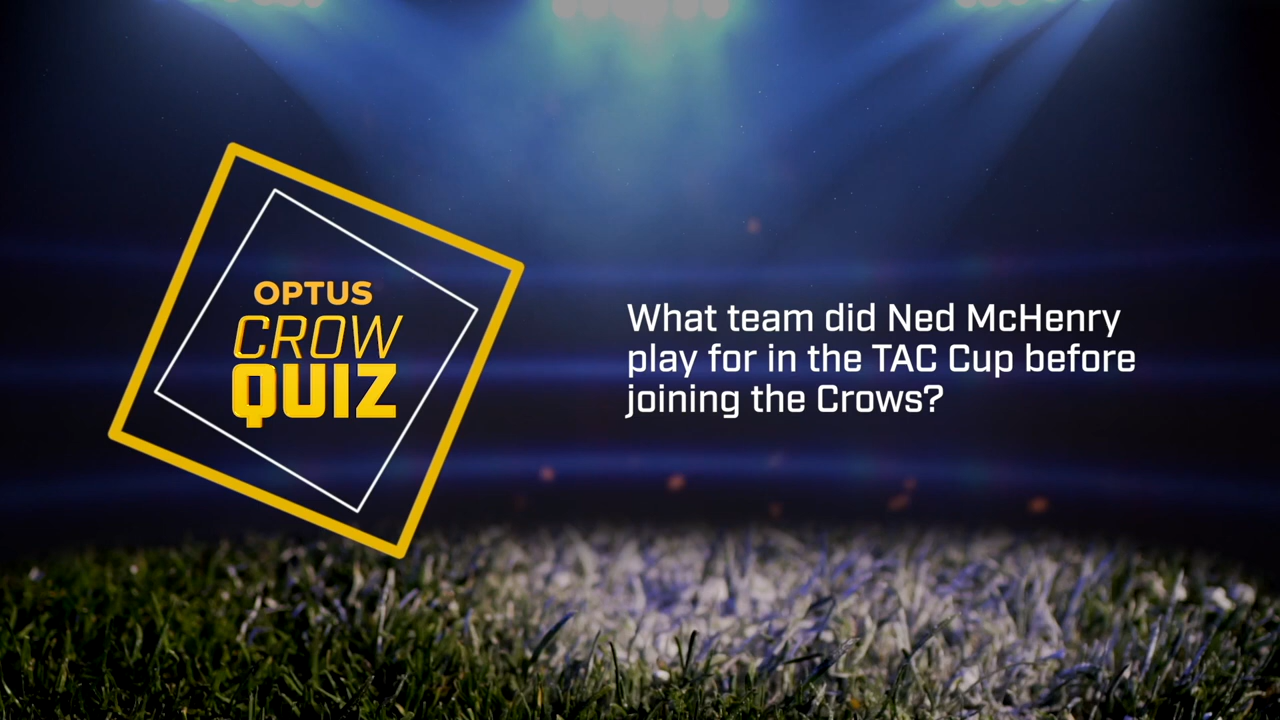 OPTUS
CROW
QUIZ
What team did Ned McHenry
play for in the TAC Cup before
joining the Crows?